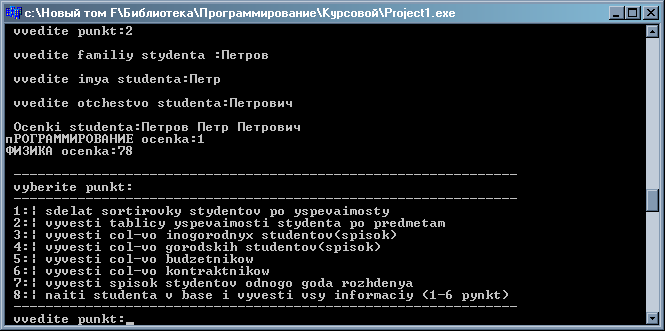 c:\Новый том F\Библиотека\Программирование\Курсовой\Project1.exe
vvedite punkt:2
vvedite familiy stydenta :Петров
vvedite imya studenta:Петр
vvedite otchestvo studenta:Петрович
Ocenki studenta:Петров Петр Петрович
пРОГРАММИРОВАНИЕ ocenka:1
ФИЗИКА ocenka:78
---------------------------------------------------------------
vyberite punkt:
---------------------------------------------------------------
1:¦ sdelat sortirovky stydentov po yspevaimosty
2:¦ vyvesti tablicy yspevaimosti studenta po predmetam
3:¦ vyvesti col-vo inogorodnyx studentov(spisok)
4:¦ vyvesti col-vo gorodskih studentov(spisok)
5:¦ vyvesti col-vo budzetnikow
6:¦ vyvesti col-vo kontraktnikow
7:¦ vyvesti spisok stydentov odnogo goda rozhdenya
8:¦ naiti studenta v base i vyvesti vsy informaciy (1-6 pynkt)
---------------------------------------------------------------
vvedite punkt: